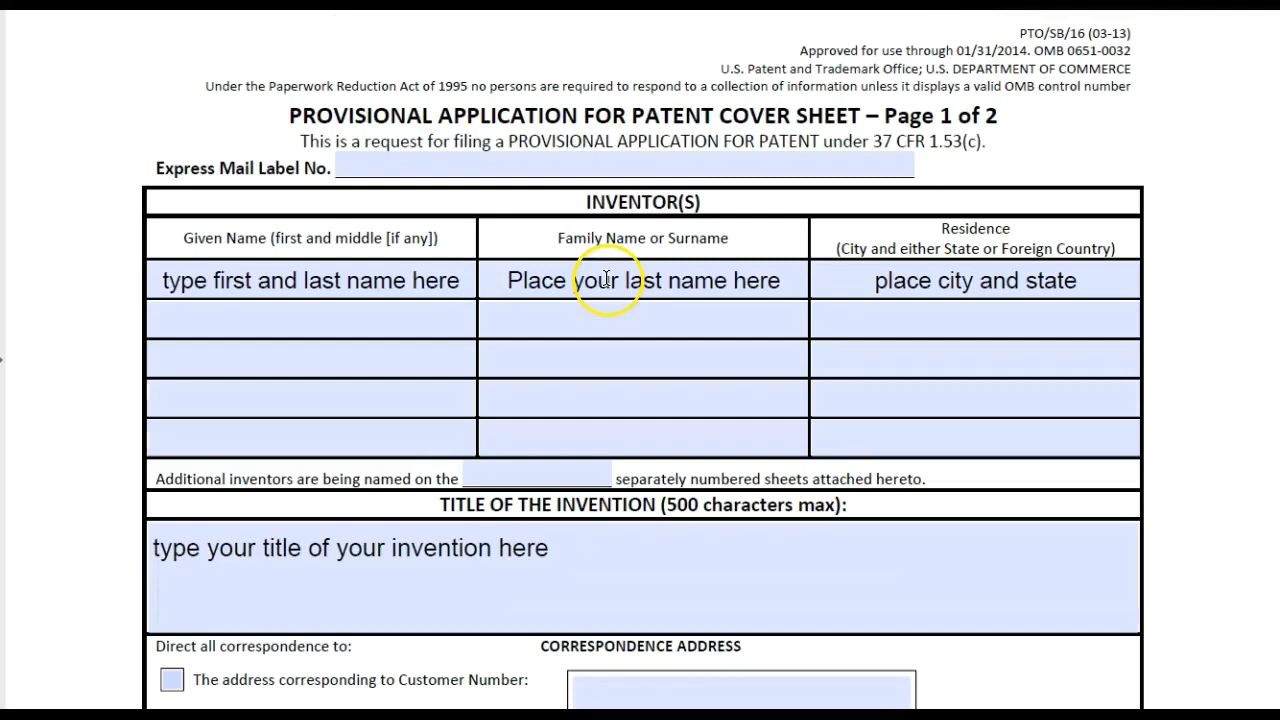 PTO/SB/16 (03-13)
Approved for use through 01/31/2014. OMB 0651-0032
U.S. Patent and Trademark Office; U.S. DEPARTMENT OF COMMERCE
Under the Paperwork Reduction Act of 1995 no persons are required to respond to a collection of information unless it displays a valid OMB control number
PROVISIONAL APPLICATION FOR PATENT COVER SHEET – Page 1 of 2
This is a request for filing a PROVISIONAL APPLICATION FOR PATENT under 37 CFR 1.53(c).
Express Mail Label No.
INVENTOR(S)
Given Name (first and middle [if any])
Family Name or Surname
Residence
(City and either State or Foreign Country)
type first and last name here
Place your last name here
place city and state
Additional inventors are being named on the separately numbered sheets attached hereto.
TITLE OF THE INVENTION (500 characters max):
type your title of your invention here
Direct all correspondence to:
CORRESPONDENCE ADDRESS
The address corresponding to Customer Number: